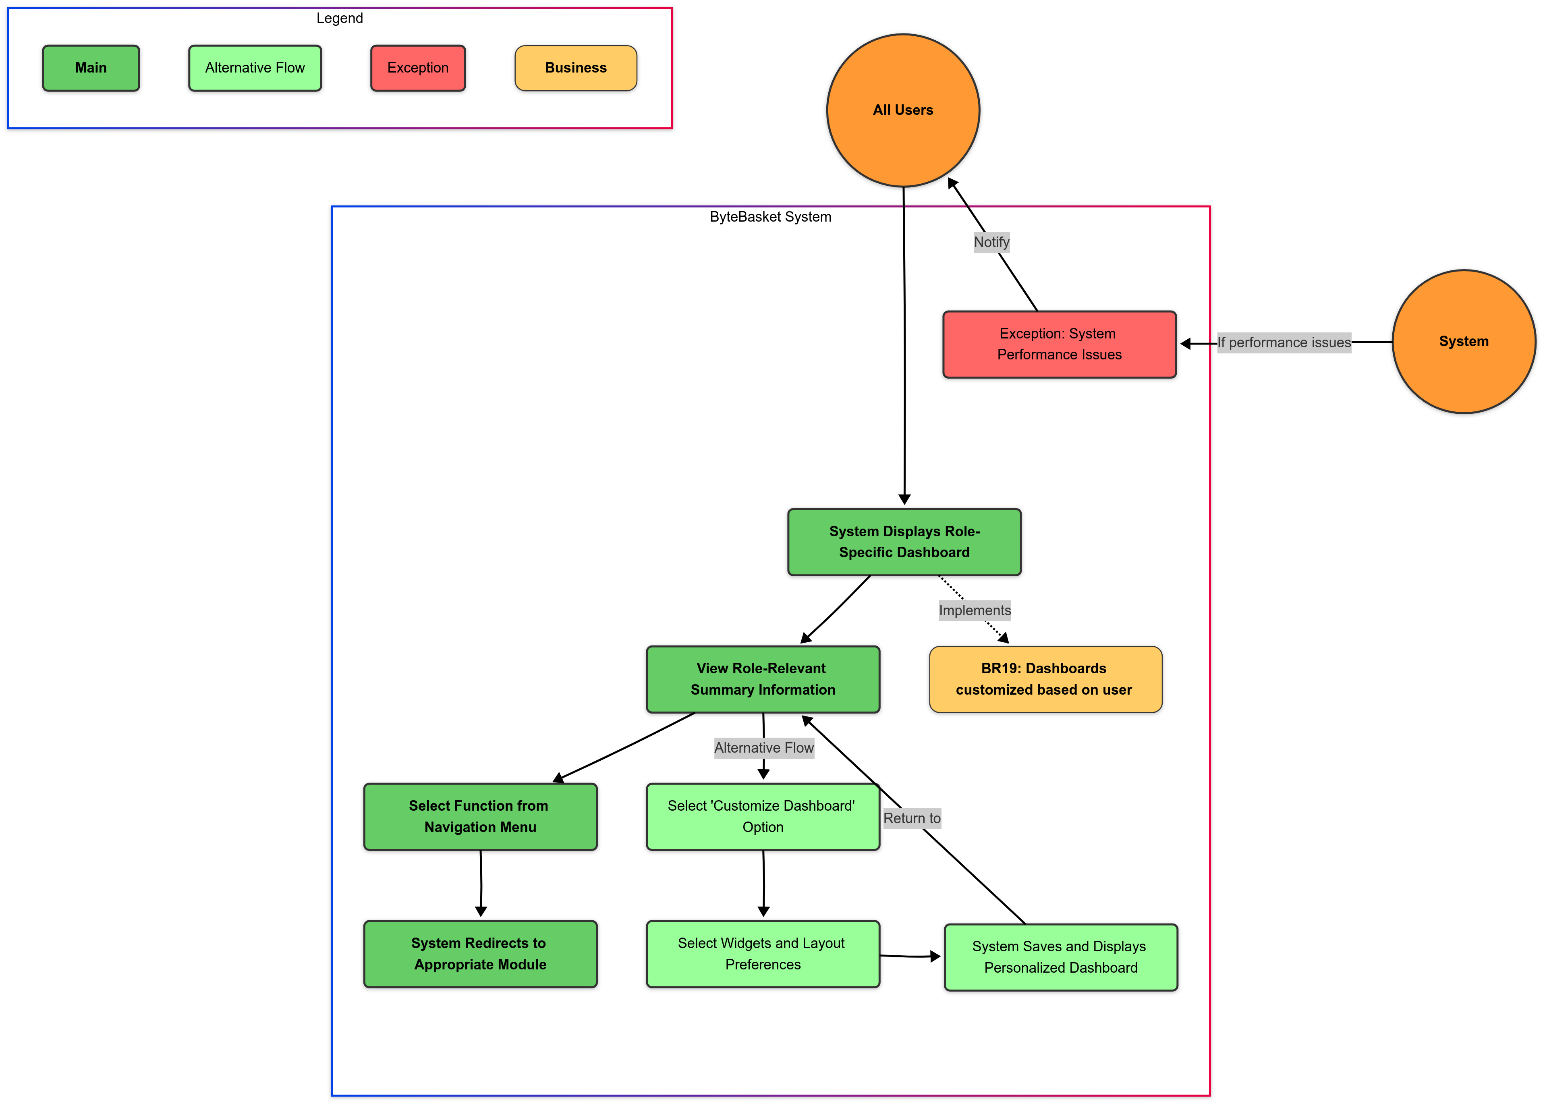 Legend
Main
Alternative Flow
Exception
Business
All Users
ByteBasket System
Notify
Exception: System
Performance Issues
If performance issues
System
System Displays Role-
Specific Dashboard
Implements
View Role-Relevant
Summary Information
BR19: Dashboards
customized based on user
Alternative Flow
Select Function from
Navigation Menu
Select 'Customize Dashboard'
Option
Return to
System Redirects to
Appropriate Module
Select Widgets and Layout
Preferences
System Saves and Displays
Personalized Dashboard